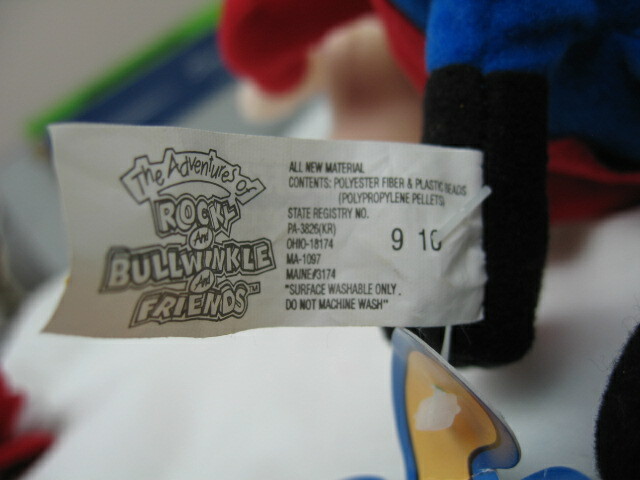 The Adventures of
ROCKY
AND
BULLWINKLE
AND
FRIENDS™
ALL NEW MATERIAL
CONTENTS: POLYESTER FIBER & PLASTIC BEADS
(POLYPROPYLENE PELLETS)
STATE REGISTRY NO.
PA-3826(KR)
OHIO-18174
MA-1097
MAINE#3174
"SURFACE WASHABLE ONLY.
DO NOT MACHINE WASH"
9 10